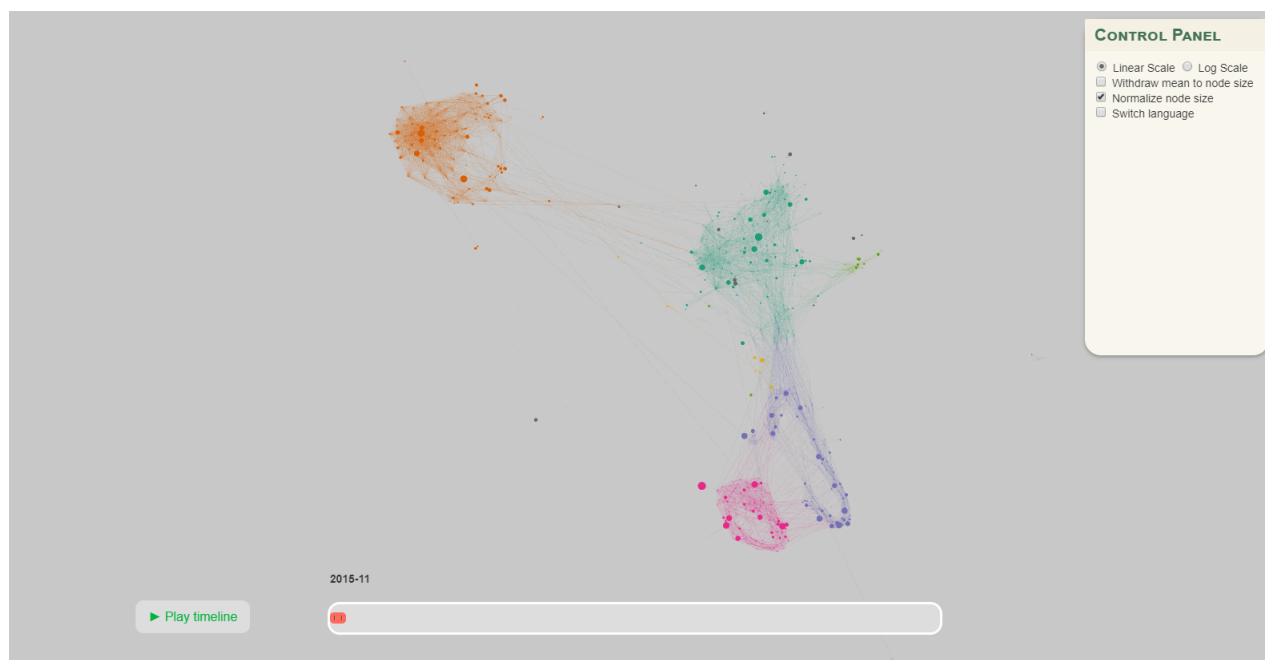 Control Panel
Linear Scale Log Scale
Withdraw mean to node size
Normalize node size
Switch language
2015-11
► Play timeline